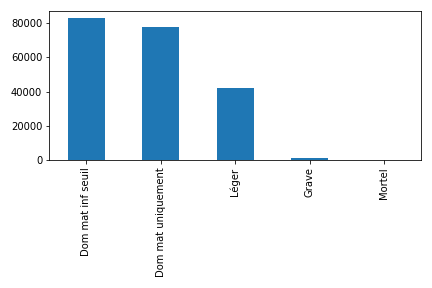 80000
60000
40000
20000
0
Dom mat inf seuil
Dom mat uniquement
Léger
Grave
Mortel